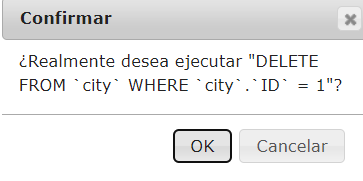 Confirmar
¿Realmente desea ejecutar "DELETE
FROM `city` WHERE `city`.`ID` = 1"?
OK
Cancelar